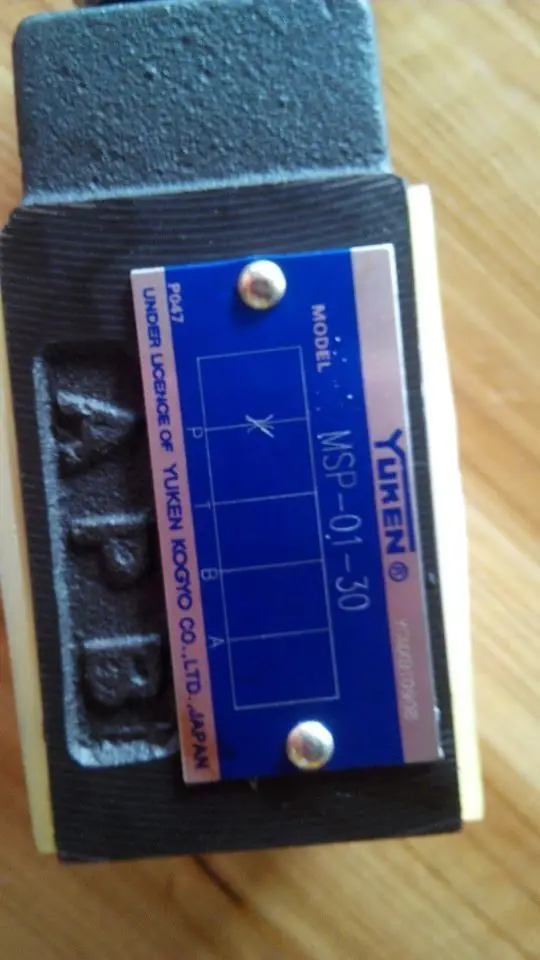 YUKEN®
MODEL MSP-01-30
P T B A
P047
UNDER LICENCE OF YUKEN KOGYO CO., LTD., JAPAN
A P B